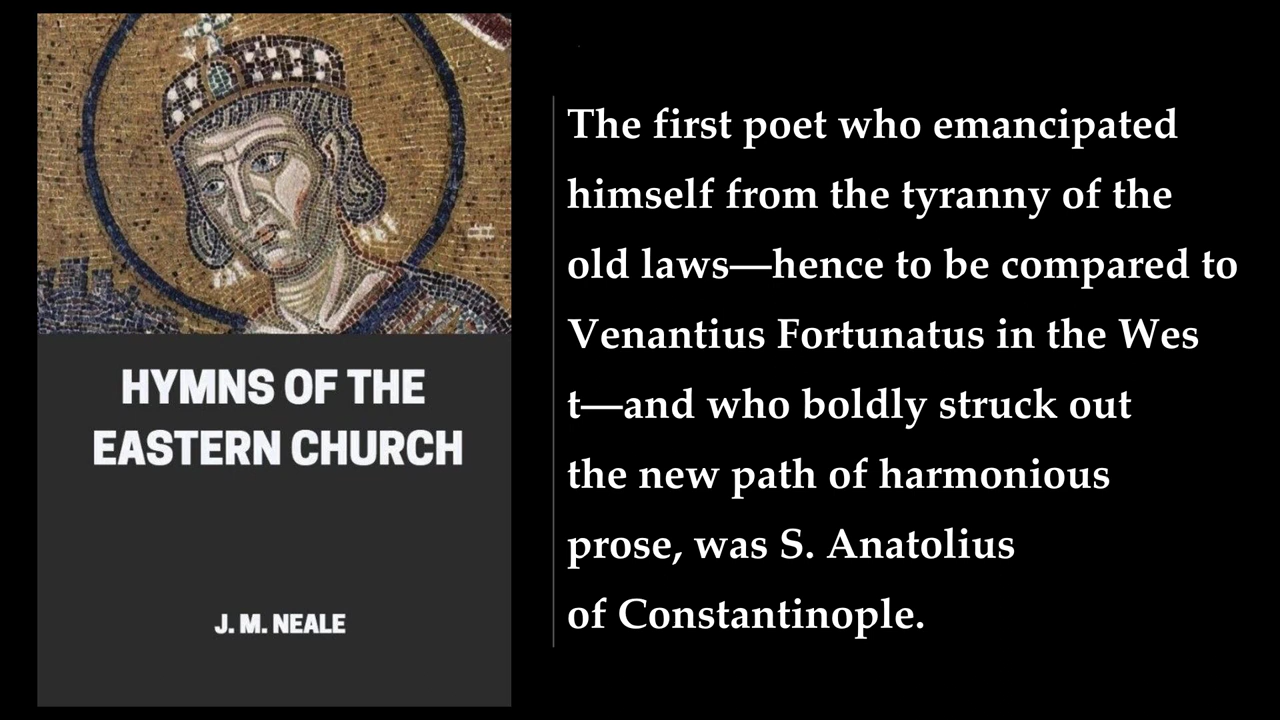 HYMNS OF THE
EASTERN CHURCH
J. M. NEALE
The first poet who emancipated
himself from the tyranny of the
old laws—hence to be compared to
Venantius Fortunatus in the Wes
t—and who boldly struck out
the new path of harmonious
prose, was S. Anatolius
of Constantinople.